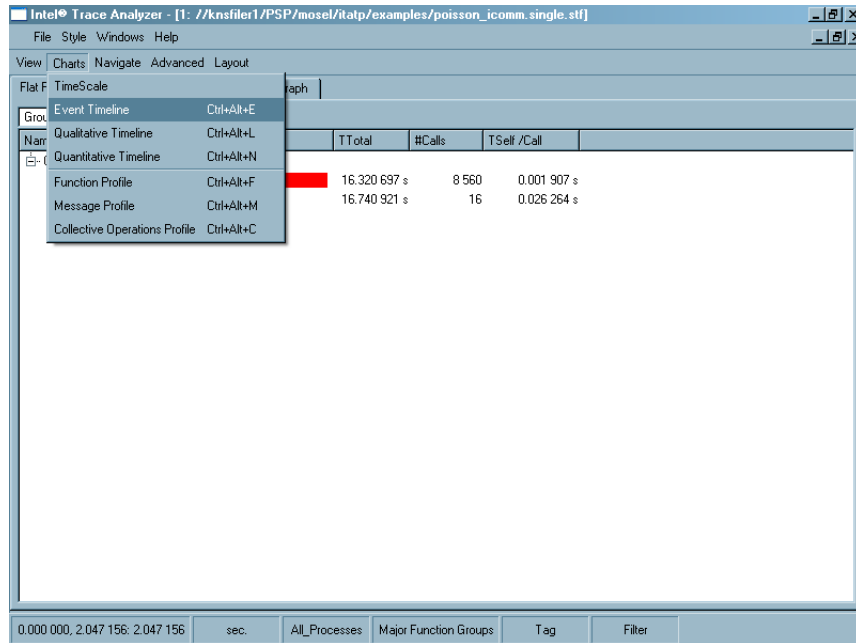 Intel® Trace Analyzer - [1: //knsfiler1/PSP/mosel/itatp/examples/poisson_icomm.single.stf]
File Style Windows Help
View Charts Navigate Advanced Layout
Flat F TimeScale raph
Event Timeline Ctrl+Alt+E
Grou
Qualitative Timeline Ctrl+Alt+L
Nam TTotal #Calls TSelf /Call
Quantitative Timeline Ctrl+Alt+N
Function Profile Ctrl+Alt+F 16.320 697 s 8 560 0.001 907 s
Message Profile Ctrl+Alt+M 16.740 921 s 16 0.026 264 s
Collective Operations Profile Ctrl+Alt+C
0.000 000, 2.047 156: 2.047 156 sec. All_Processes Major Function Groups Tag Filter